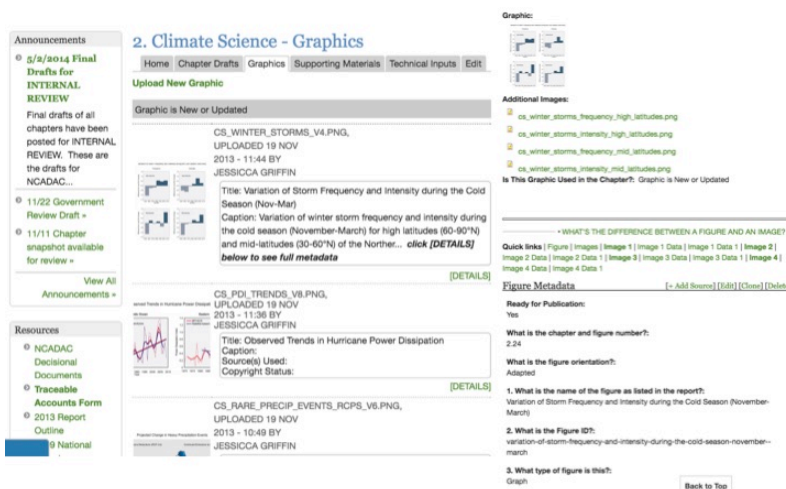 Announcements
5/2/2014 Final
Drafts for
INTERNAL
REVIEW
Final drafts of all
chapters have been
posted for INTERNAL
REVIEW. These are
the drafts for
NCADAC...
11/22 Government
Review Draft »
11/11 Chapter
snapshot available
for review »
View All
Announcements »
Resources
NCADAC
Decisional
Documents
Traceable
Accounts Form
2013 Report
Outline
9 National
2. Climate Science - Graphics
Home Chapter Drafts Graphics Supporting Materials Technical Inputs Edit
Upload New Graphic
Graphic is New or Updated
CS_WINTER_STORMS_V4.PNG,
UPLOADED 19 NOV
2013 - 11:44 BY
JESSICCA GRIFFIN
Title: Variation of Storm Frequency and Intensity during the Cold
Season (Nov-Mar)
Caption: Variation of winter storm frequency and intensity during
the cold season (November-March) for high latitudes (60-90°N)
and mid-latitudes (30-60°N) of the Norther... click [DETAILS]
below to see full metadata
[DETAILS]
CS_PDI_TRENDS_V8.PNG,
UPLOADED 19 NOV
2013 - 11:36 BY
JESSICCA GRIFFIN
Title: Observed Trends in Hurricane Power Dissipation
Caption:
Source(s) Used:
Copyright Status:
[DETAILS]
CS_RARE_PRECIP_EVENTS_RCPS_V6.PNG,
UPLOADED 19 NOV
2013 - 10:49 BY
JESSICCA GRIFFIN
Graphic:
Additional Images:
cs_winter_storms_frequency_high_latitudes.png
cs_winter_storms_intensity_high_latitudes.png
cs_winter_storms_frequency_mid_latitudes.png
cs_winter_storms_intensity_mid_latitudes.png
Is This Graphic Used in the Chapter?: Graphic is New or Updated
• WHAT'S THE DIFFERENCE BETWEEN A FIGURE AND AN IMAGE?
Quick links | Figure | Images | Image 1 | Image 1 Data | Image 1 Data 1 | Image 2 |
Image 2 Data | Image 2 Data 1 | Image 3 | Image 3 Data | Image 3 Data 1 | Image 4 |
Image 4 Data | Image 4 Data 1
Figure Metadata [+ Add Source] [Edit] [Clone] [Delet
Ready for Publication:
Yes
What is the chapter and figure number?:
2.24
What is the figure orientation?:
Adapted
1. What is the name of the figure as listed in the report?:
Variation of Storm Frequency and Intensity during the Cold Season (November-
March)
2. What is the Figure ID?:
variation-of-storm-frequency-and-intensity-during-the-cold-season-november--
march
3. What type of figure is this?:
Graph
Back to Top